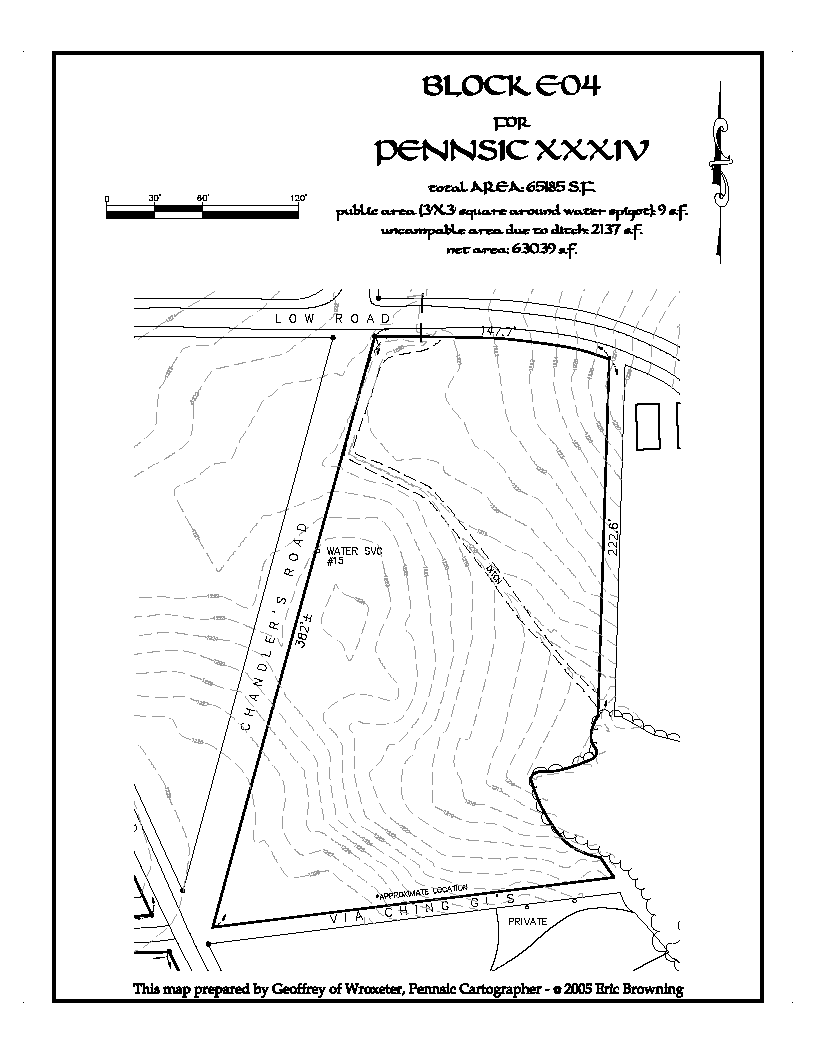 BLOCK E04
FOR
PENNSIC XXXIV
total AREA: 65185 S.F.
public area (3'X3' square around water spigot): 9 s.f.
uncampable area due to ditch: 2137 s.f.
net area: 63039 s.f.
0 30' 60' 120'
LOW ROAD
147.7'
222.6'
WATER SVC
#15
DITCH
CHANDLER'S ROAD
382'±
*APPROXIMATE LOCATION
VIA CHING GL'S
PRIVATE
This map prepared by Geoffrey of Wroxeter, Pennsic Cartographer - © 2005 Eric Browning